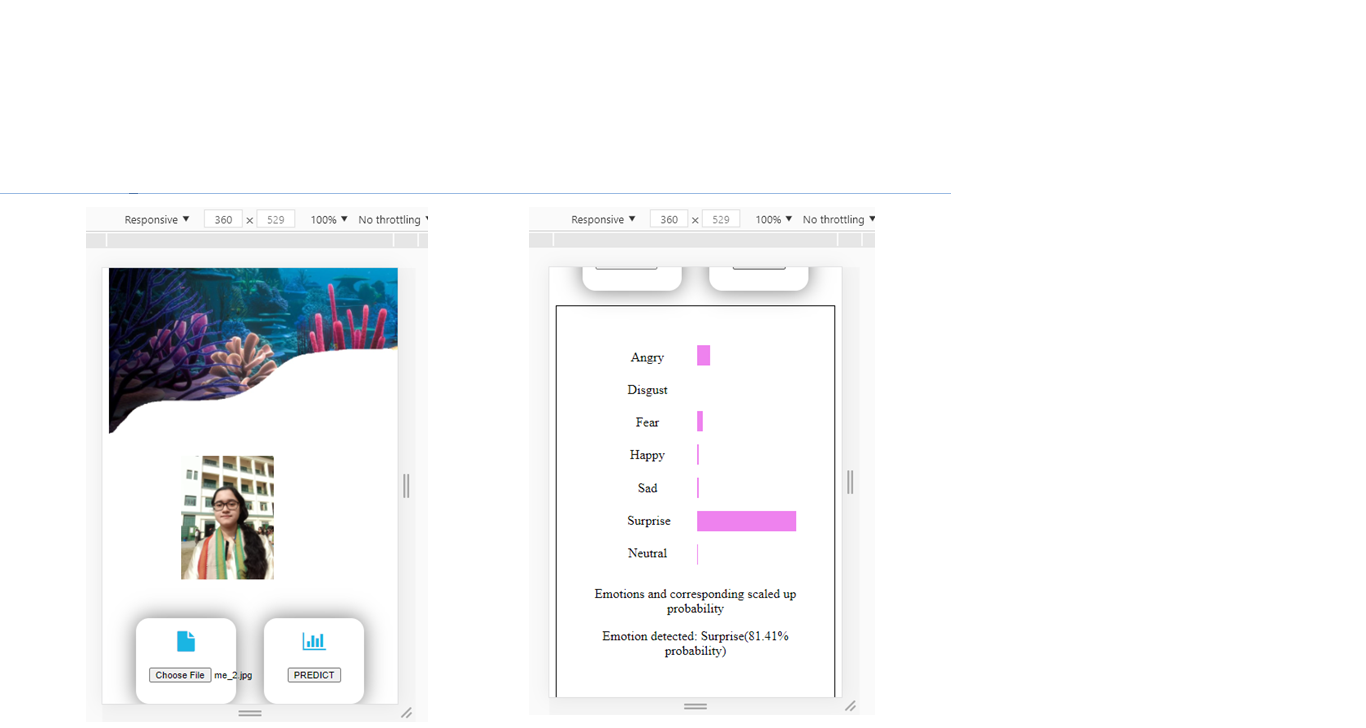 Responsive ▼ 360 × 529 100% ▼ No throttling ▼
Choose File me_2.jpg
PREDICT
Responsive ▼ 360 × 529 100% ▼ No throttling ▼
Angry
Disgust
Fear
Happy
Sad
Surprise
Neutral
Emotions and corresponding scaled up
probability
Emotion detected: Surprise(81.41%
probability)